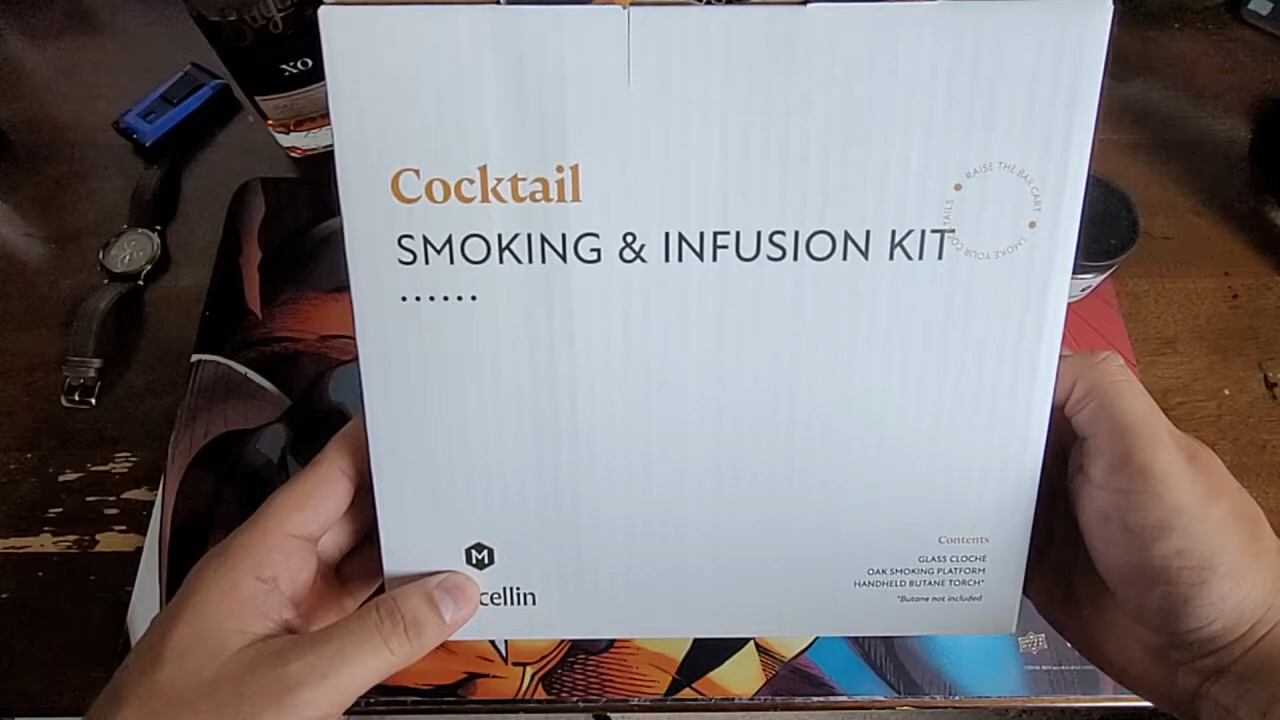 XO
Cocktail
SMOKING & INFUSION KIT
RAISE THE BAR CART
SMOKE YOUR COCKTAILS
M
cellin
Contents
GLASS CLOCHE
OAK SMOKING PLATFORM
HANDHELD BUTANE TORCH*
*Butane not included